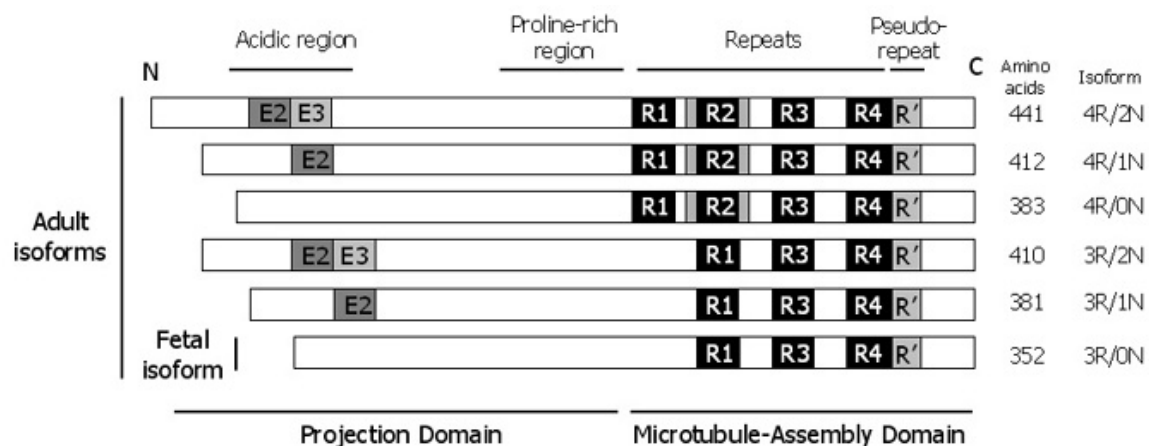 Acidic region
Proline-rich
region
Repeats
Pseudo-
repeat
N
C
Amino
acids
Isoform
E2 E3 R1 R2 R3 R4 R′ 441 4R/2N
E2 R1 R2 R3 R4 R′ 412 4R/1N
R1 R2 R3 R4 R′ 383 4R/0N
Adult
isoforms
E2 E3 R1 R3 R4 R′ 410 3R/2N
E2 R1 R3 R4 R′ 381 3R/1N
Fetal
isoform
R1 R3 R4 R′ 352 3R/0N
Projection Domain
Microtubule-Assembly Domain